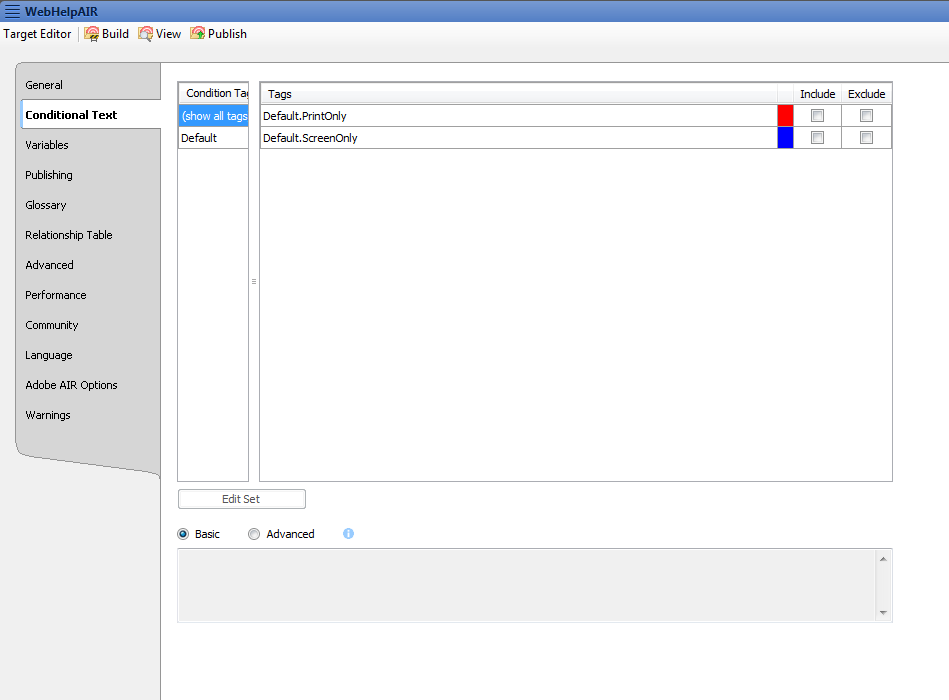 WebHelpAIR
Target Editor Build View Publish
General
Conditional Text
Variables
Publishing
Glossary
Relationship Table
Advanced
Performance
Community
Language
Adobe AIR Options
Warnings
Condition Tag
(show all tags
Default
Tags Include Exclude
Default.PrintOnly
Default.ScreenOnly
Edit Set
Basic Advanced